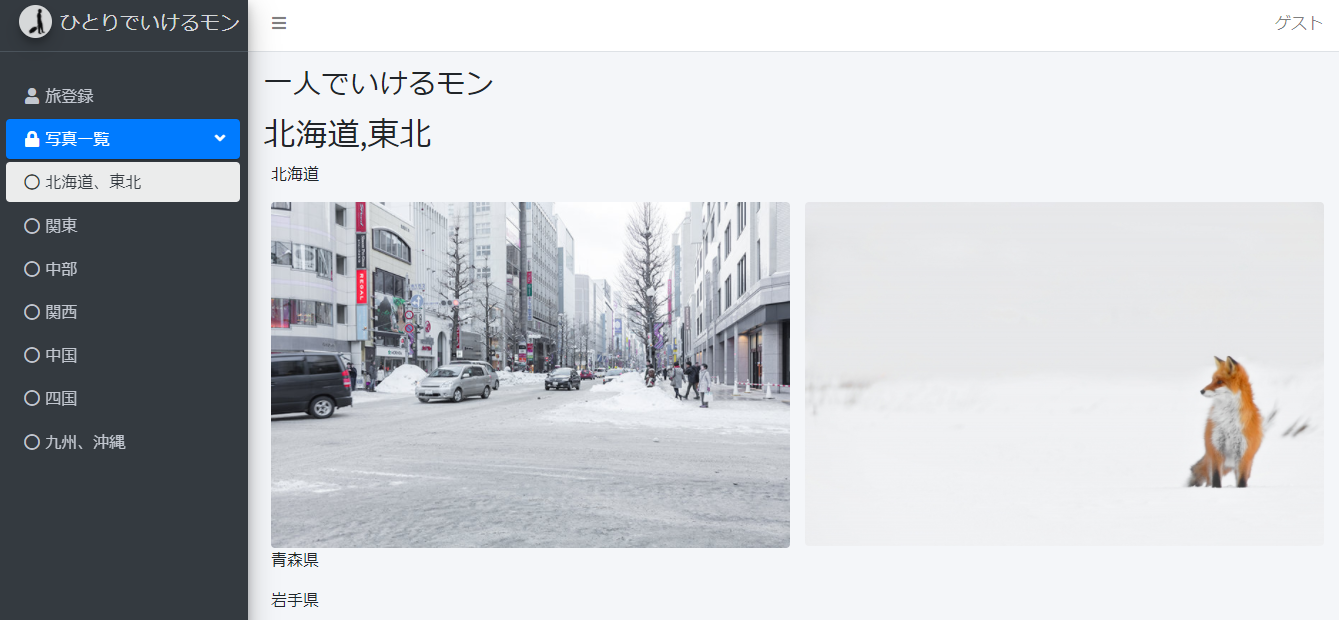 ひとりでいけるモン
ゲスト
旅登録
写真一覧
北海道、東北
関東
中部
関西
中国
四国
九州、沖縄
一人でいけるモン
北海道,東北
北海道
青森県
岩手県